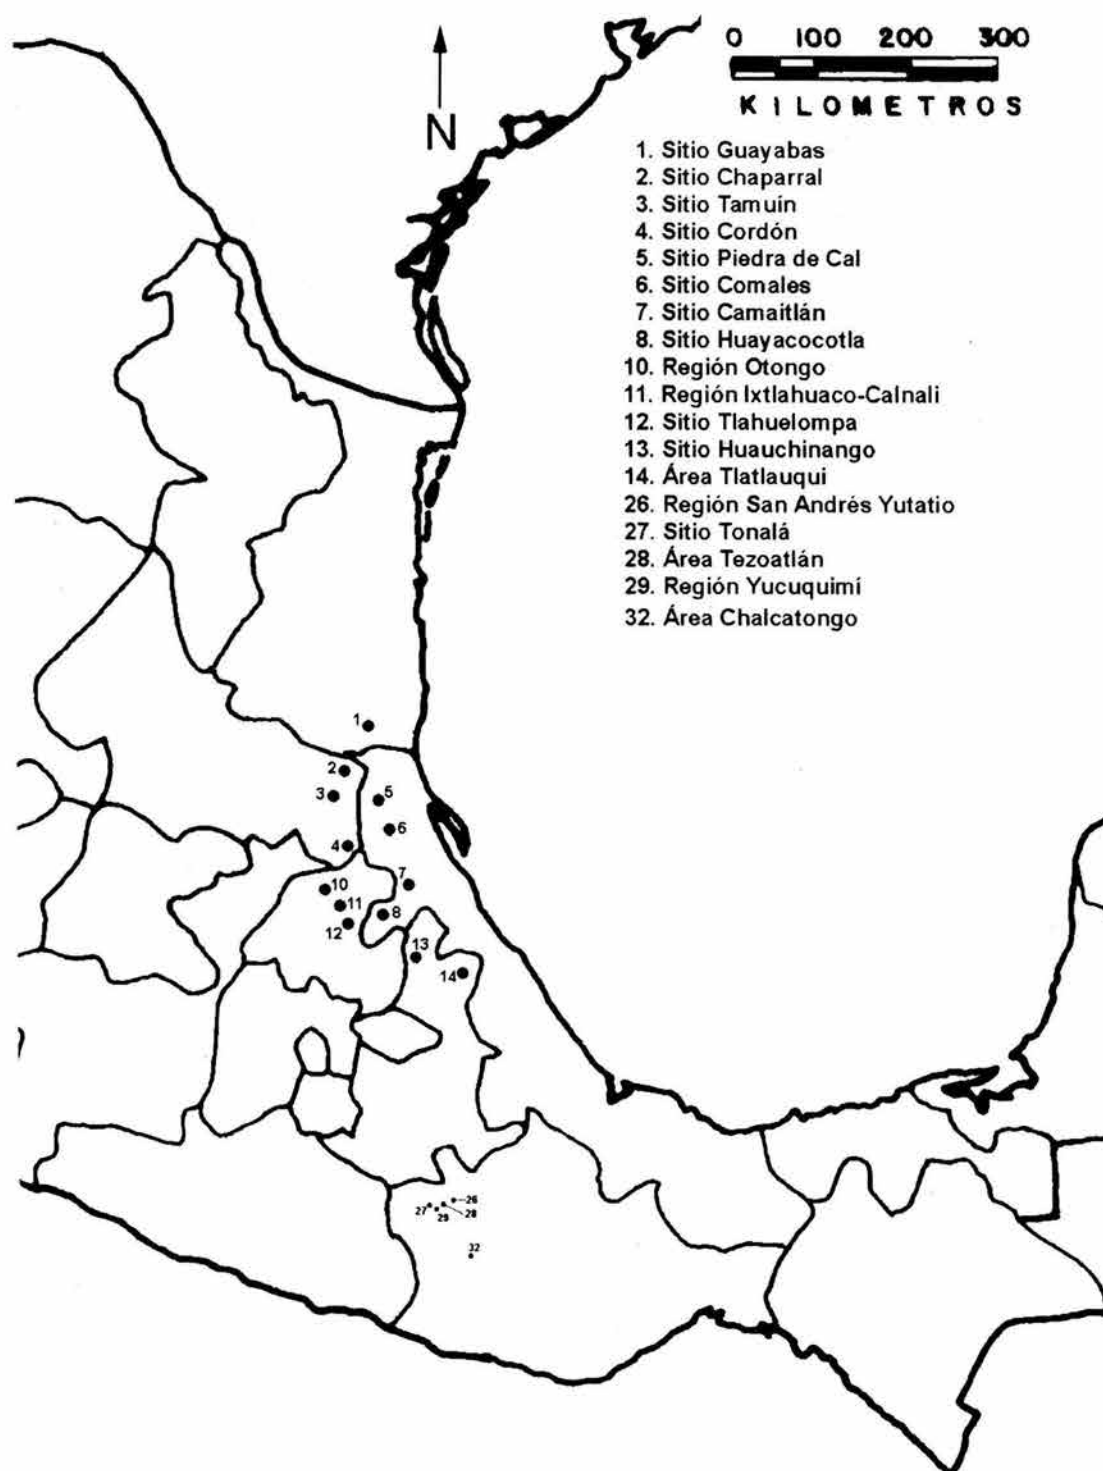 0 100 200 300
KILOMETROS
N
1. Sitio Guayabas
2. Sitio Chaparral
3. Sitio Tamuín
4. Sitio Cordón
5. Sitio Piedra de Cal
6. Sitio Comales
7. Sitio Camaitlán
8. Sitio Huayacocotla
10. Región Otongo
11. Región Ixtlahuaco-Calnali
12. Sitio Tlahuelompa
13. Sitio Huauchinango
14. Área Tlatlauqui
26. Región San Andrés Yutatio
27. Sitio Tonalá
28. Área Tezoatlán
29. Región Yucuquimí
32. Área Chalcatongo
1
2
3
5
6
4
7
10
11
8
12
13
14
26
27
29
28
32